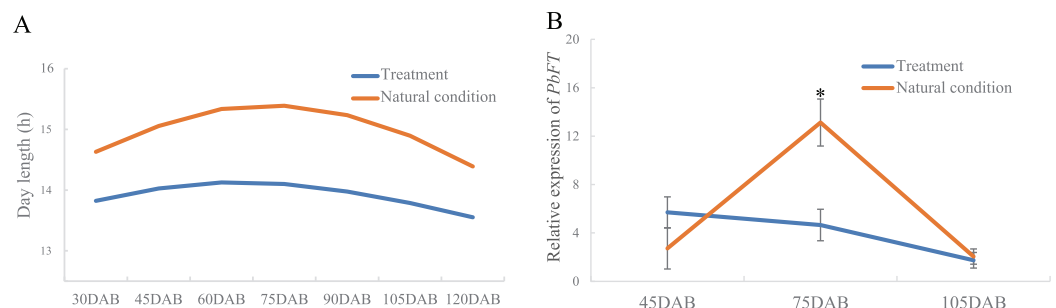 A
16
15
14
13
Day length (h)
Treatment
Natural condition
30DAB 45DAB 60DAB 75DAB 90DAB 105DAB 120DAB
B
20
16
12
8
4
0
Relative expression of PbFT
Treatment
Natural condition
*
45DAB 75DAB 105DAB